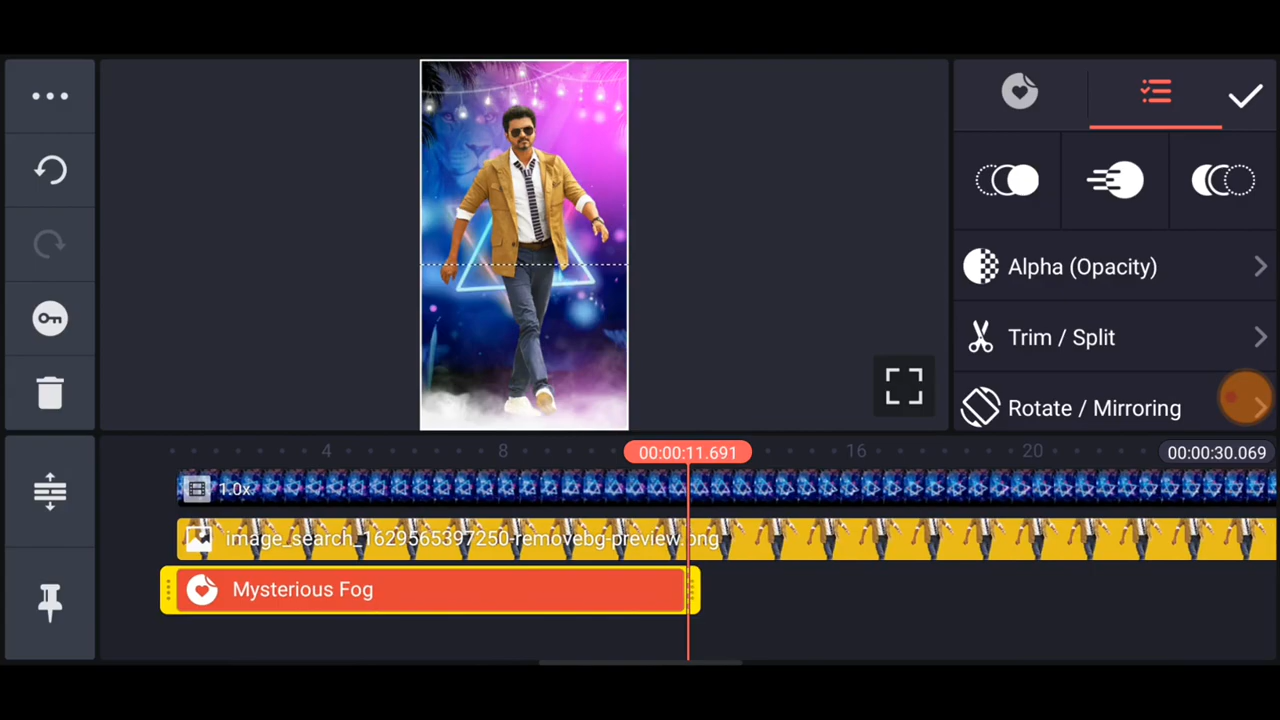 Alpha (Opacity)
Trim / Split
Rotate / Mirroring
4
8
00:00:11.691
16
20
00:00:30.069
1.0x
image_search_1629565397250-removebg-preview.png
Mysterious Fog